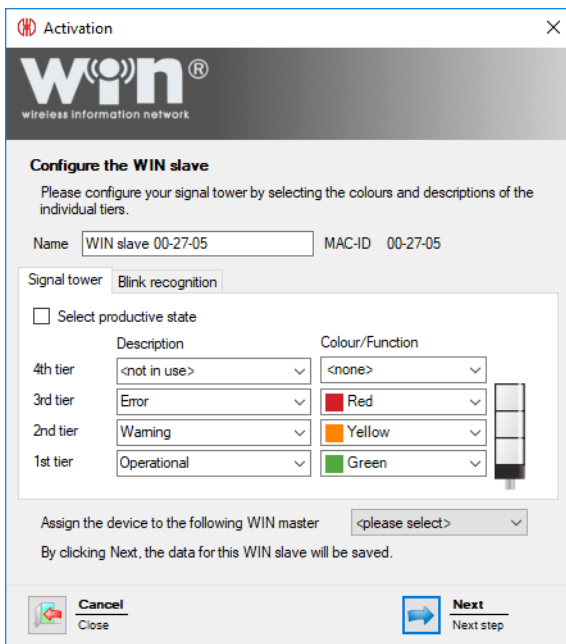 Activation
WIN®
wireless information network
Configure the WIN slave
Please configure your signal tower by selecting the colours and descriptions of the
individual tiers.
Name WIN slave 00-27-05 MAC-ID 00-27-05
Signal tower Blink recognition
Select productive state
Description Colour/Function
4th tier <not in use> <none>
3rd tier Error Red
2nd tier Warning Yellow
1st tier Operational Green
Assign the device to the following WIN master <please select>
By clicking Next, the data for this WIN slave will be saved.
Cancel Next
Close Next step